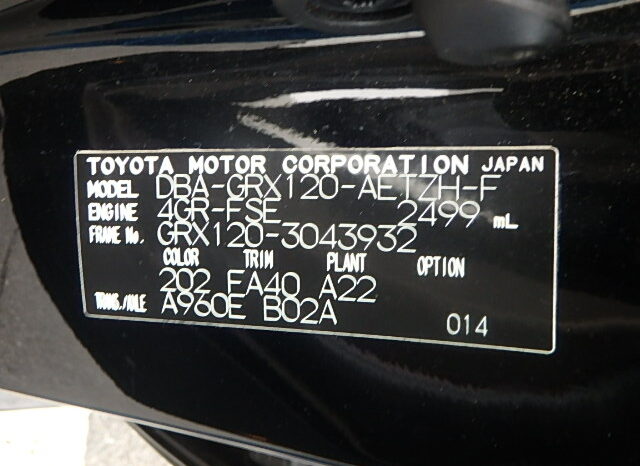 TOYOTA MOTOR CORPORATION JAPAN
MODEL DBA-GRX120-AETZH-F
ENGINE 4GR-FSE 2499 mL
FRAME No. GRX120-3043932
COLOR TRIM PLANT OPTION
202 FA40 A22
TRANS./AXLE A960E B02A
014